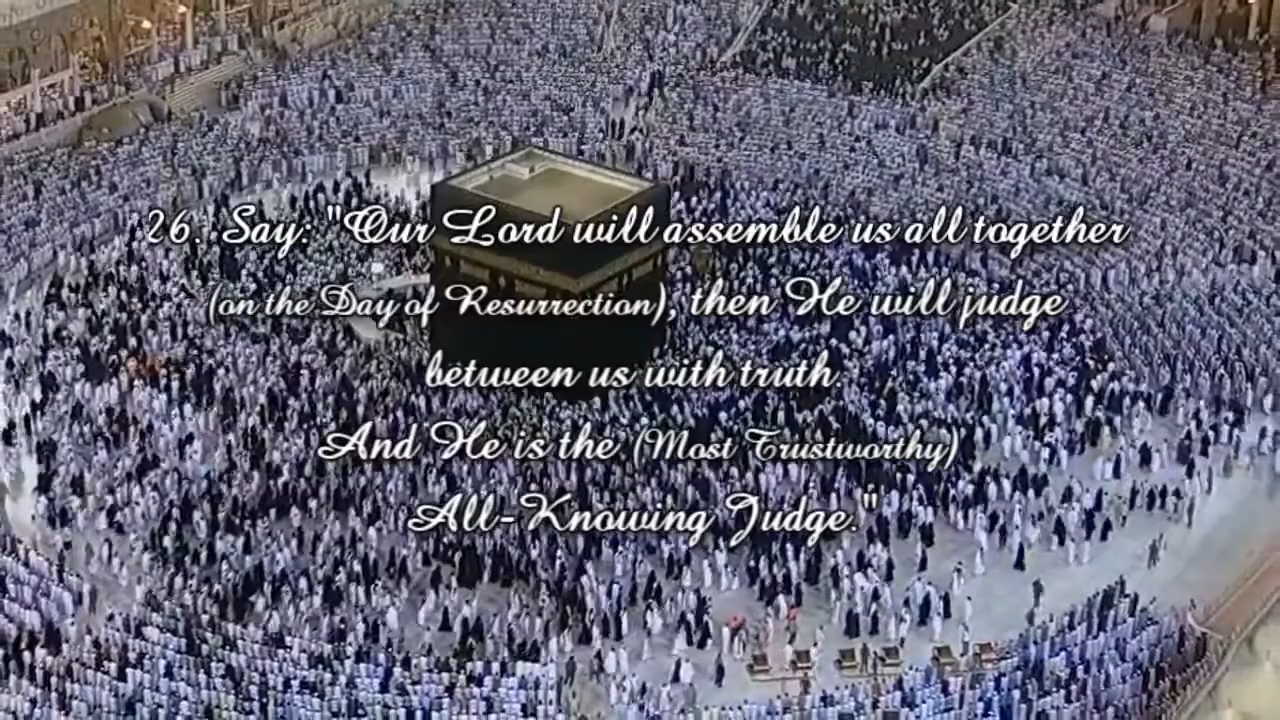 26. Say: "Our Lord will assemble us all together
(on the Day of Resurrection), then He will judge
between us with truth.
And He is the (Most Trustworthy)
All-Knowing Judge."